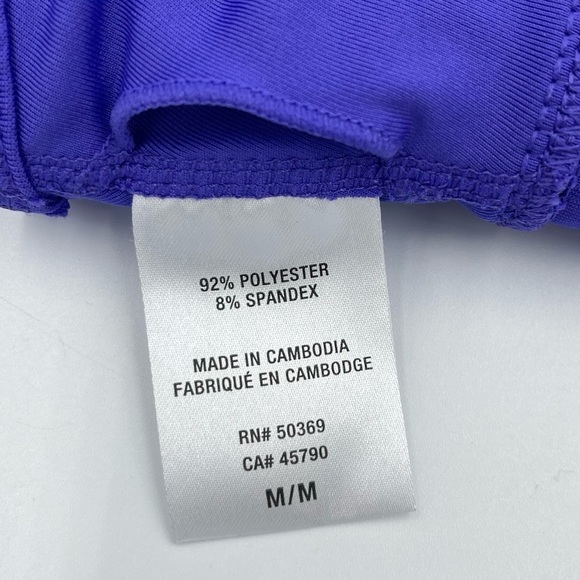 92% POLYESTER
8% SPANDEX
MADE IN CAMBODIA
FABRIQUÉ EN CAMBODGE
RN# 50369
CA# 45790
M/M